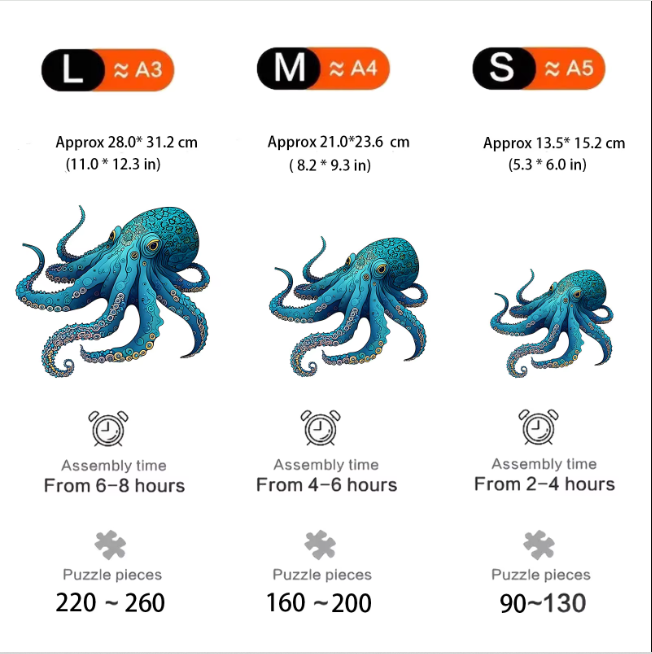 L ≈ A3
Approx 28.0* 31.2 cm
(11.0 * 12.3 in)
Assembly time
From 6-8 hours
Puzzle pieces
220 ~ 260
M ≈ A4
Approx 21.0*23.6 cm
( 8.2 * 9.3 in)
Assembly time
From 4-6 hours
Puzzle pieces
160 ~200
S ≈ A5
Approx 13.5* 15.2 cm
(5.3 * 6.0 in)
Assembly time
From 2-4 hours
Puzzle pieces
90~130